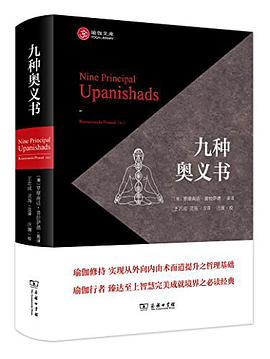 瑜伽文库
YOGA LIBRARY
Nine Principal
Upanishads
九种
奥义书
九种奥义书
Nine Principal
Upanishads
瑜伽修持 实现从外向内由术而道提升之哲理基础
瑜伽行者 臻达至上智慧完美成就境界之必读经典
商务印书馆